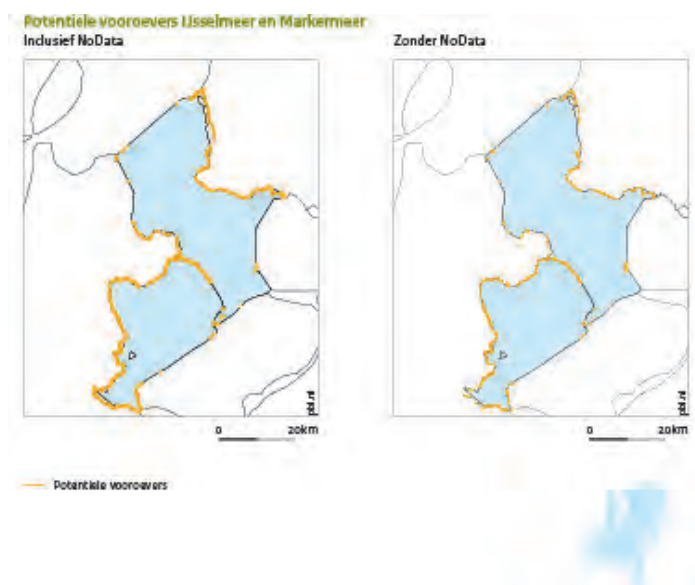 Potentiele vooroevers IJsselmeer en Markermeer
Inclusief NoData
Zonder NoData
pbl.nl
pbl.nl
0 20km
0 20km
Potentiele vooroevers